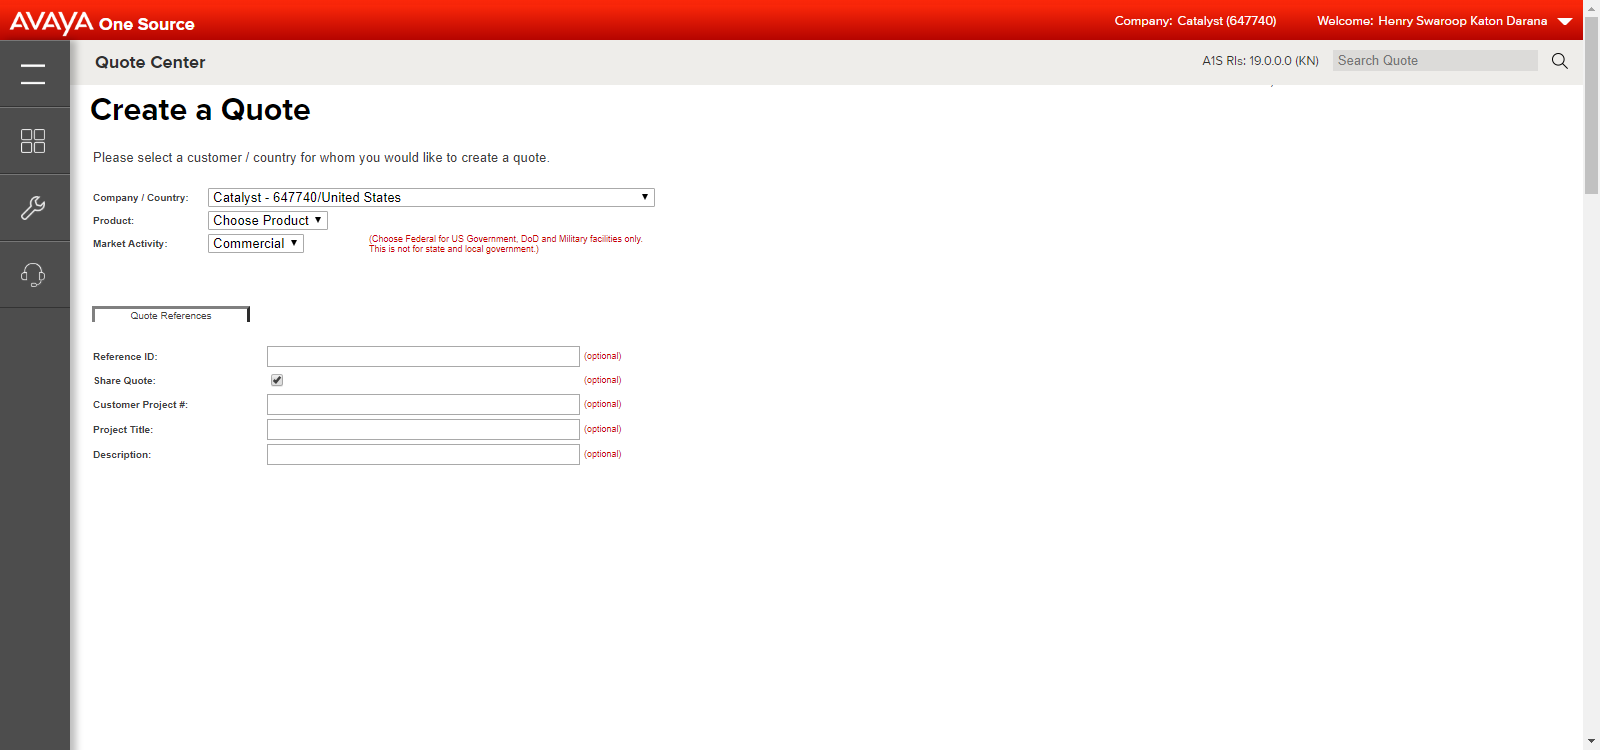 AVAYA One Source
Company: Catalyst (647740)
Welcome: Henry Swaroop Katon Darana
Quote Center
A1S Rls: 19.0.0.0 (KN)
Search Quote
Create a Quote
Please select a customer / country for whom you would like to create a quote.
Company / Country: Catalyst - 647740/United States
Product: Choose Product
Market Activity: Commercial
(Choose Federal for US Government, DoD and Military facilities only.
This is not for state and local government.)
Quote References
Reference ID: (optional)
Share Quote: (optional)
Customer Project #: (optional)
Project Title: (optional)
Description: (optional)